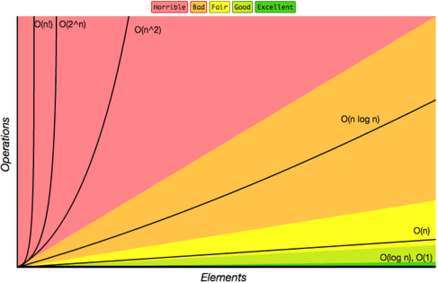 Horrible Bad Fair Good Excellent
O(n!) O(2^n) O(n^2)
O(n log n)
O(n)
O(log n), O(1)
Operations
Elements